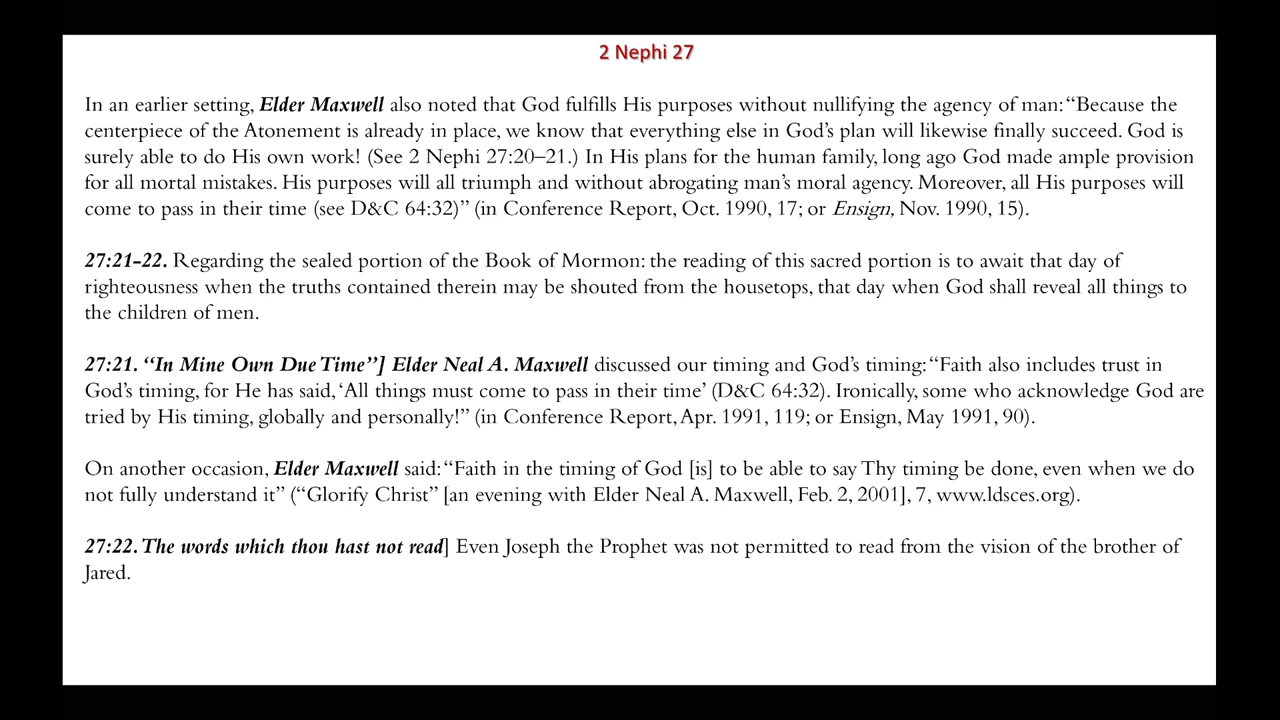 2 Nephi 27
In an earlier setting, Elder Maxwell also noted that God fulfills His purposes without nullifying the agency of man: “Because the
centerpiece of the Atonement is already in place, we know that everything else in God’s plan will likewise finally succeed. God is
surely able to do His own work! (See 2 Nephi 27:20–21.) In His plans for the human family, long ago God made ample provision
for all mortal mistakes. His purposes will all triumph and without abrogating man’s moral agency. Moreover, all His purposes will
come to pass in their time (see D&C 64:32)” (in Conference Report, Oct. 1990, 17; or Ensign, Nov. 1990, 15).
27:21-22. Regarding the sealed portion of the Book of Mormon: the reading of this sacred portion is to await that day of
righteousness when the truths contained therein may be shouted from the housetops, that day when God shall reveal all things to
the children of men.
27:21. “In Mine Own Due Time”] Elder Neal A. Maxwell discussed our timing and God’s timing: “Faith also includes trust in
God’s timing, for He has said, ‘All things must come to pass in their time’ (D&C 64:32). Ironically, some who acknowledge God are
tried by His timing, globally and personally!” (in Conference Report, Apr. 1991, 119; or Ensign, May 1991, 90).
On another occasion, Elder Maxwell said: “Faith in the timing of God [is] to be able to say Thy timing be done, even when we do
not fully understand it” (“Glorify Christ” [an evening with Elder Neal A. Maxwell, Feb. 2, 2001], 7, www.ldsces.org).
27:22. The words which thou hast not read] Even Joseph the Prophet was not permitted to read from the vision of the brother of
Jared.